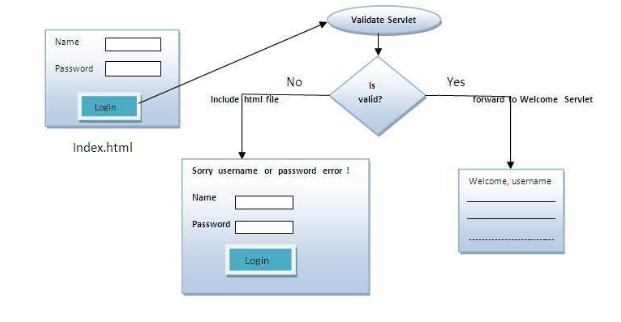 Validate Servlet
Name
Password
Login
Index.html
Is
valid?
No
Yes
Include html file
forward to Welcome Servlet
Sorry username or password error !
Name
Password
Login
Welcome, username